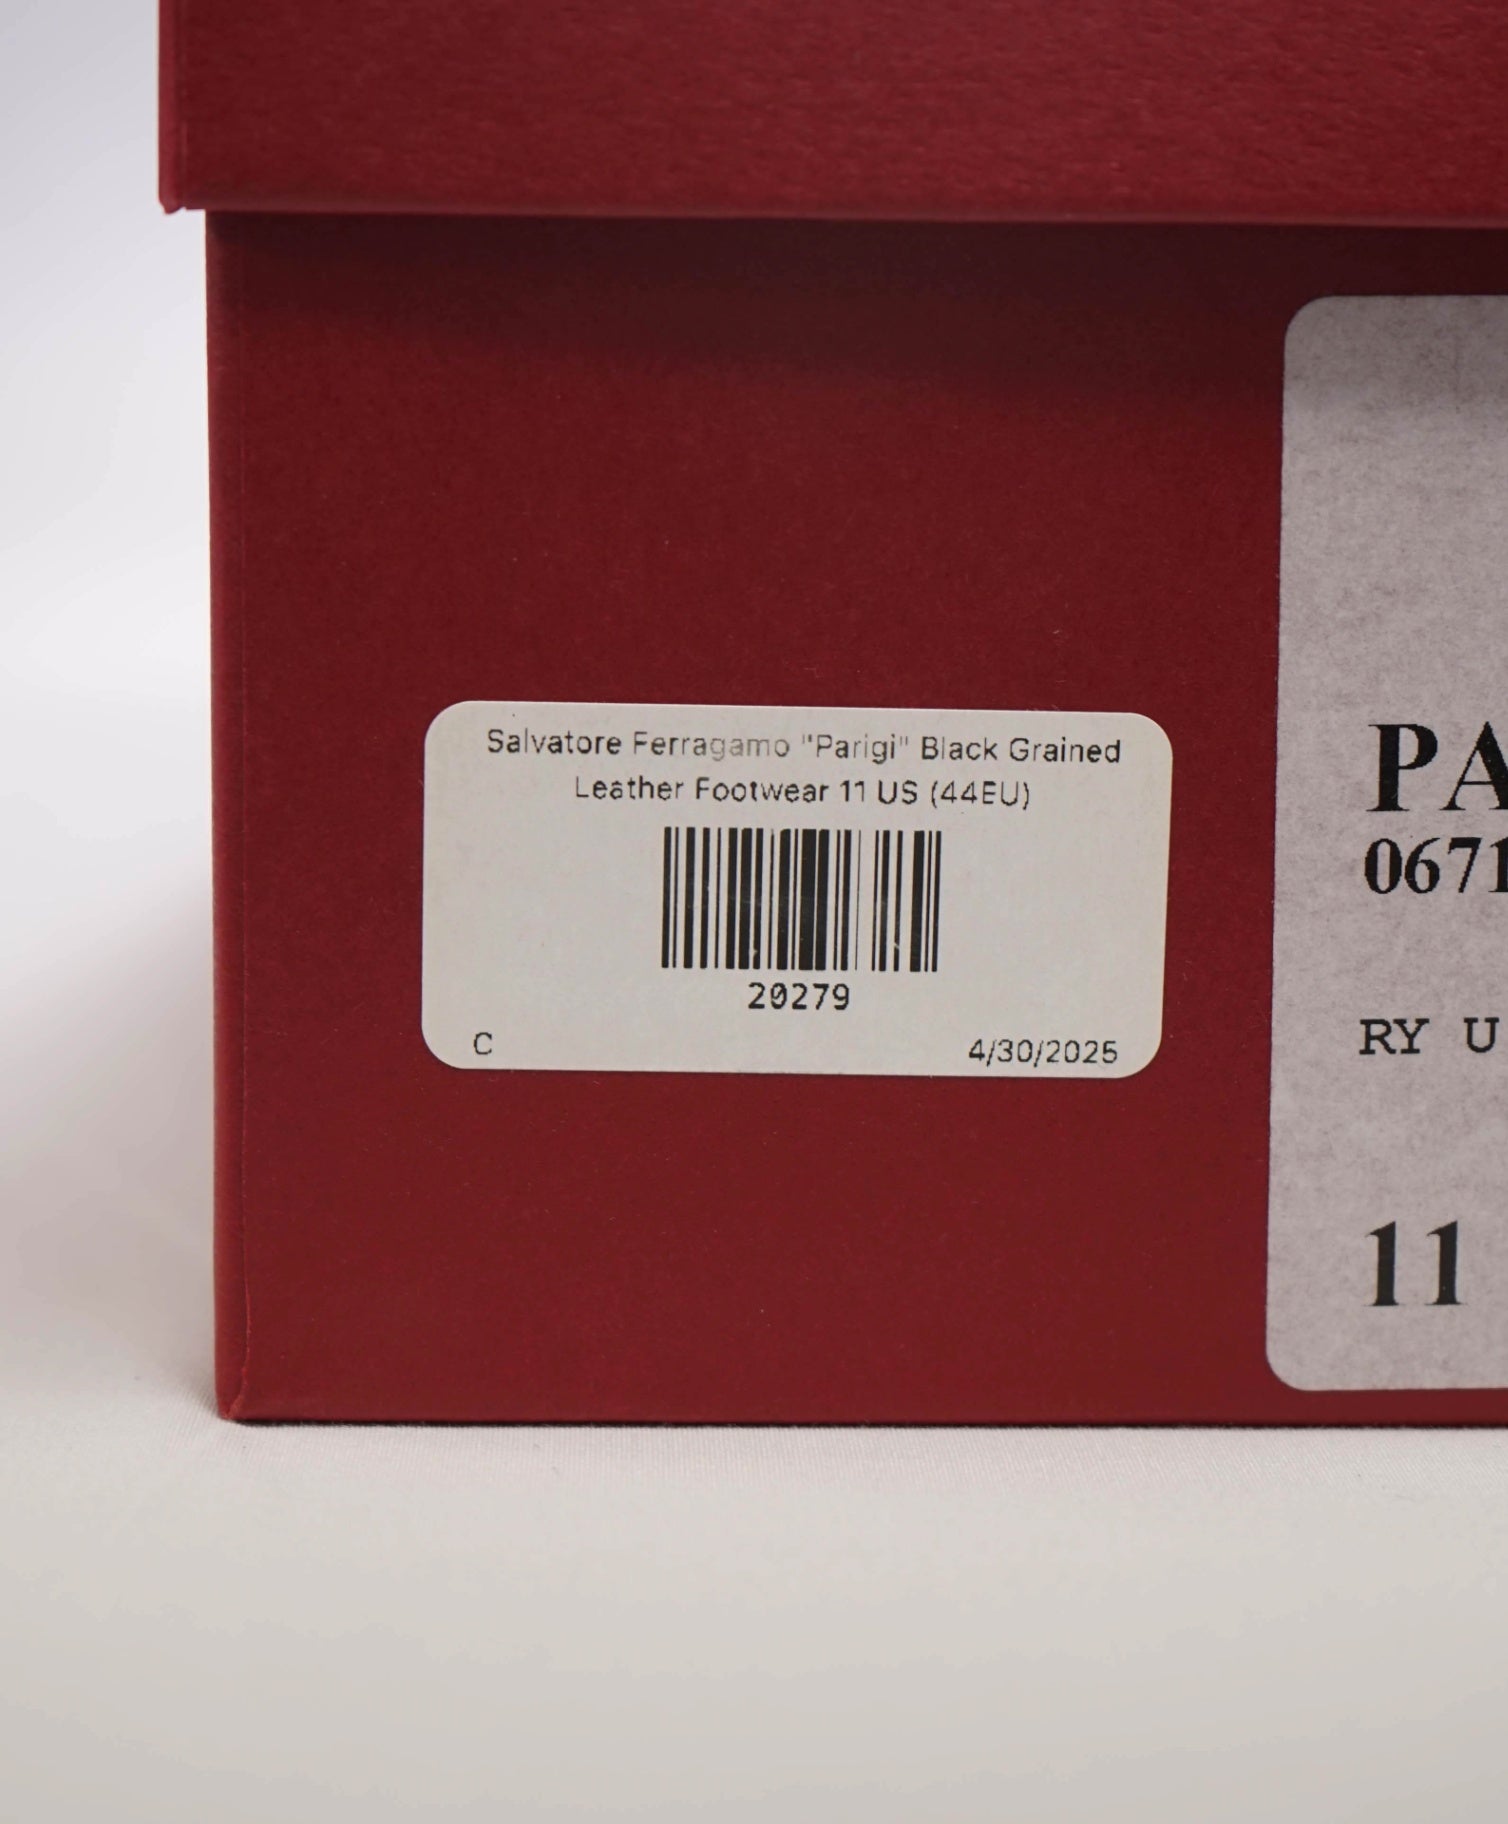 Salvatore Ferragamo "Parigi" Black Grained
Leather Footwear 11 US (44EU)
20279
C 4/30/2025
PA
0671
RY U
11